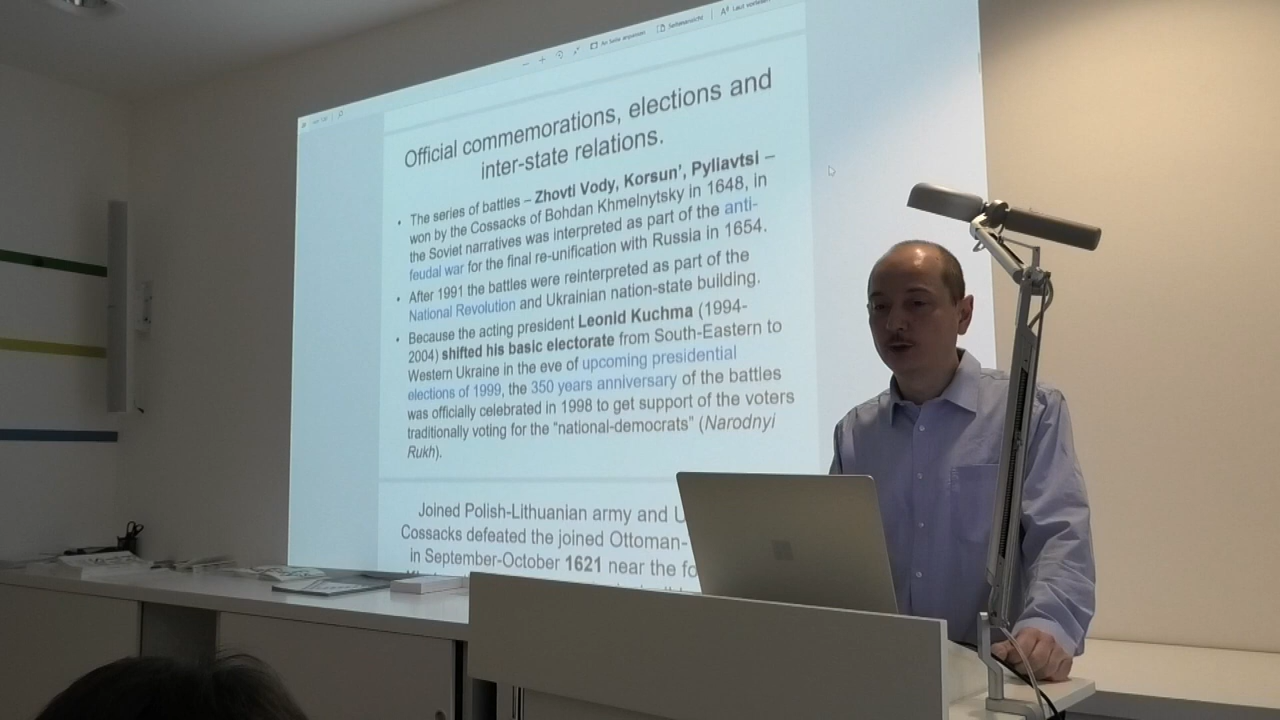 An Seite anpassen
Seitenansicht
Laut vorlesen
Official commemorations, elections and
inter-state relations.
• The series of battles – Zhovti Vody, Korsun’, Pyliavtsi –
won by the Cossacks of Bohdan Khmelnytsky in 1648, in
the Soviet narratives was interpreted as part of the anti-
feudal war for the final re-unification with Russia in 1654.
• After 1991 the battles were reinterpreted as part of the
National Revolution and Ukrainian nation-state building.
• Because the acting president Leonid Kuchma (1994-
2004) shifted his basic electorate from South-Eastern to
Western Ukraine in the eve of upcoming presidential
elections of 1999, the 350 years anniversary of the battles
was officially celebrated in 1998 to get support of the voters
traditionally voting for the “national-democrats” (Narodnyi
Rukh).
Joined Polish-Lithuanian army and
Cossacks defeated the joined Ottoman-
in September-October 1621 near the